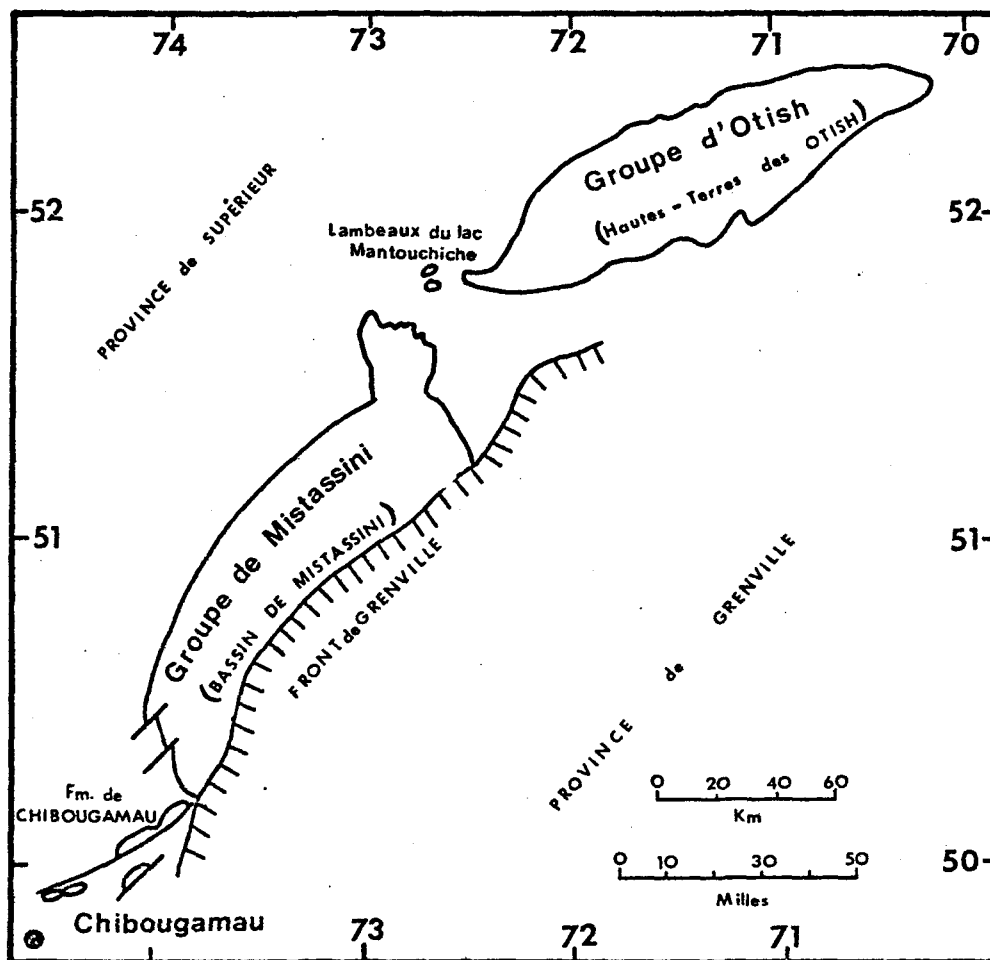 74 73 72 71 70
Groupe d'Otish
(Hautes - Terres des OTISH)
52 52
Lambeaux du lac
Mantouchiche
PROVINCE de SUPÉRIEUR
51 51
Groupe de Mistassini
(BASSIN DE MISTASSINI)
FRONT de GRENVILLE
PROVINCE de GRENVILLE
0 20 40 60
Km
Fm. de
CHIBOUGAMAU
0 10 30 50
Milles
50
Chibougamau
73 72 71